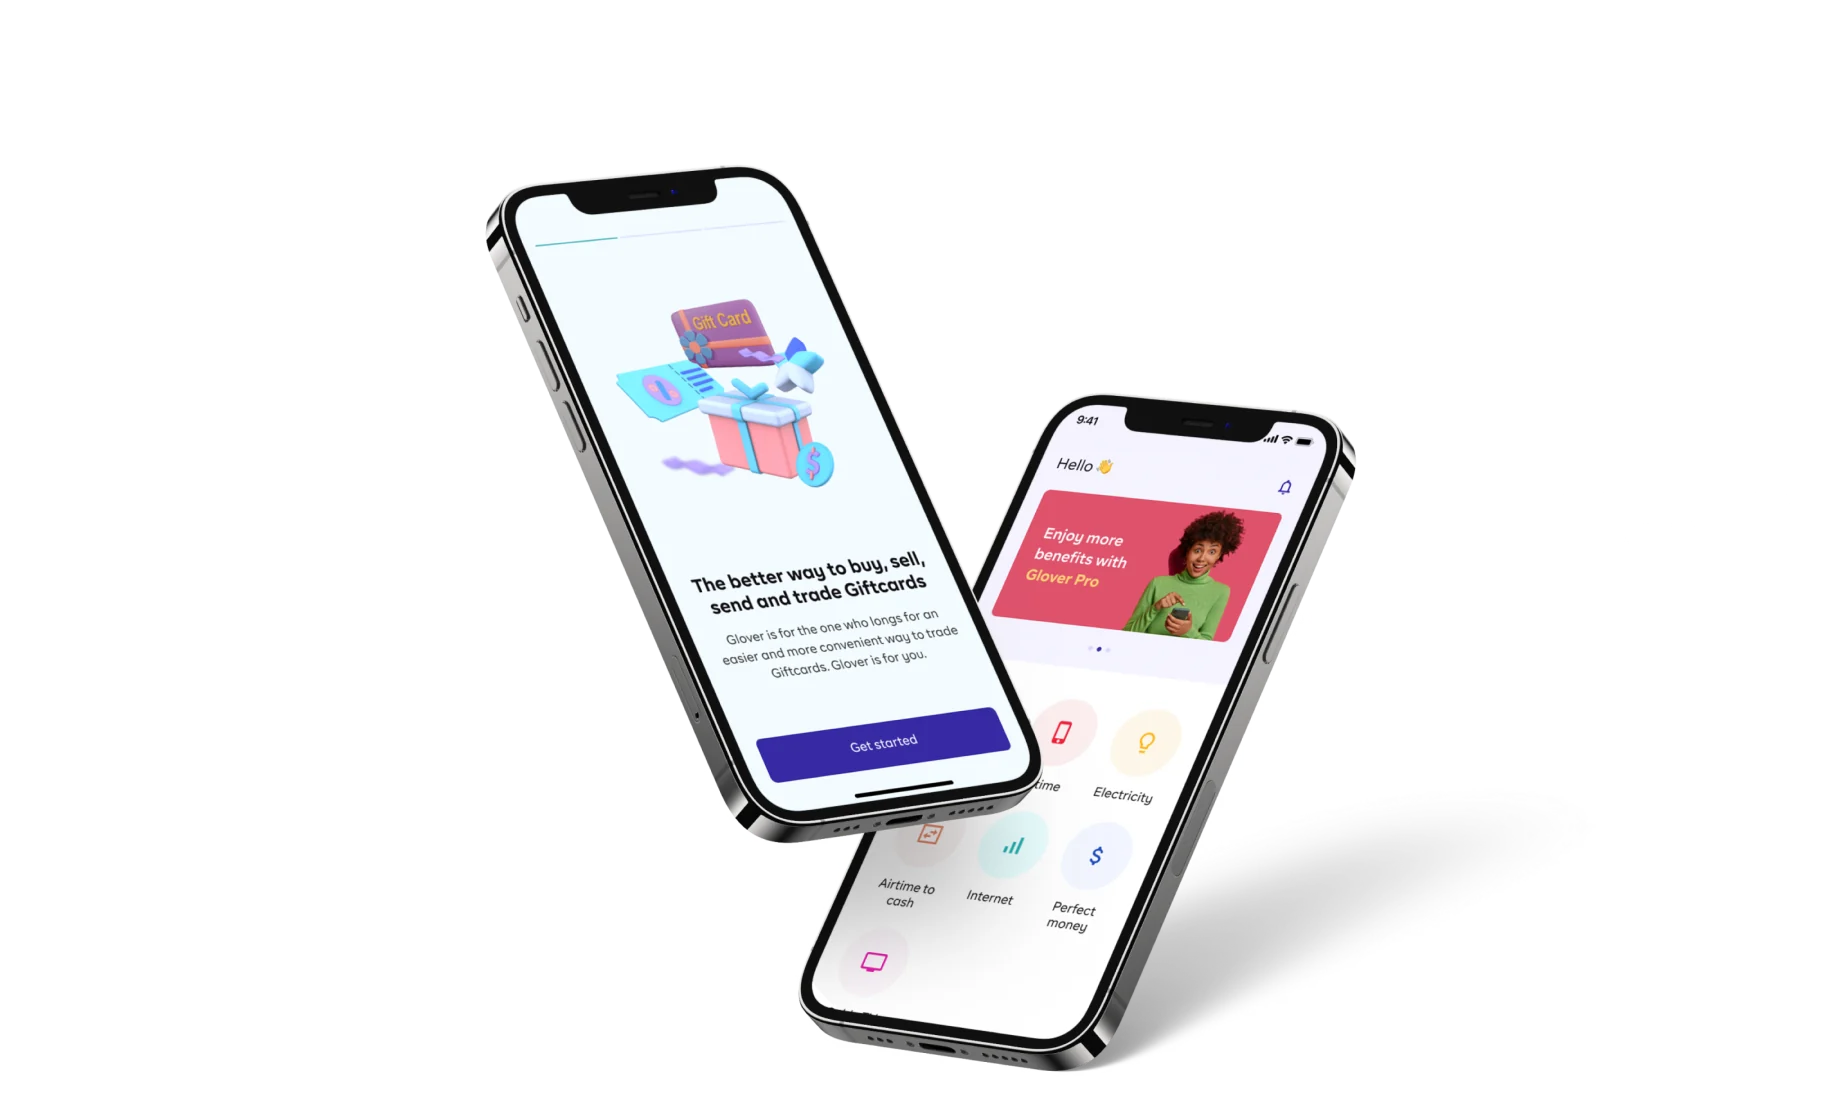 Gift Card
The better way to buy, sell,
send and trade Giftcards
Glover is for the one who longs for an
easier and more convenient way to trade
Giftcards. Glover is for you.
Get started
9:41
Hello 👋
Enjoy more
benefits with
Glover Pro
time
Electricity
Airtime to
cash
Internet
Perfect
money